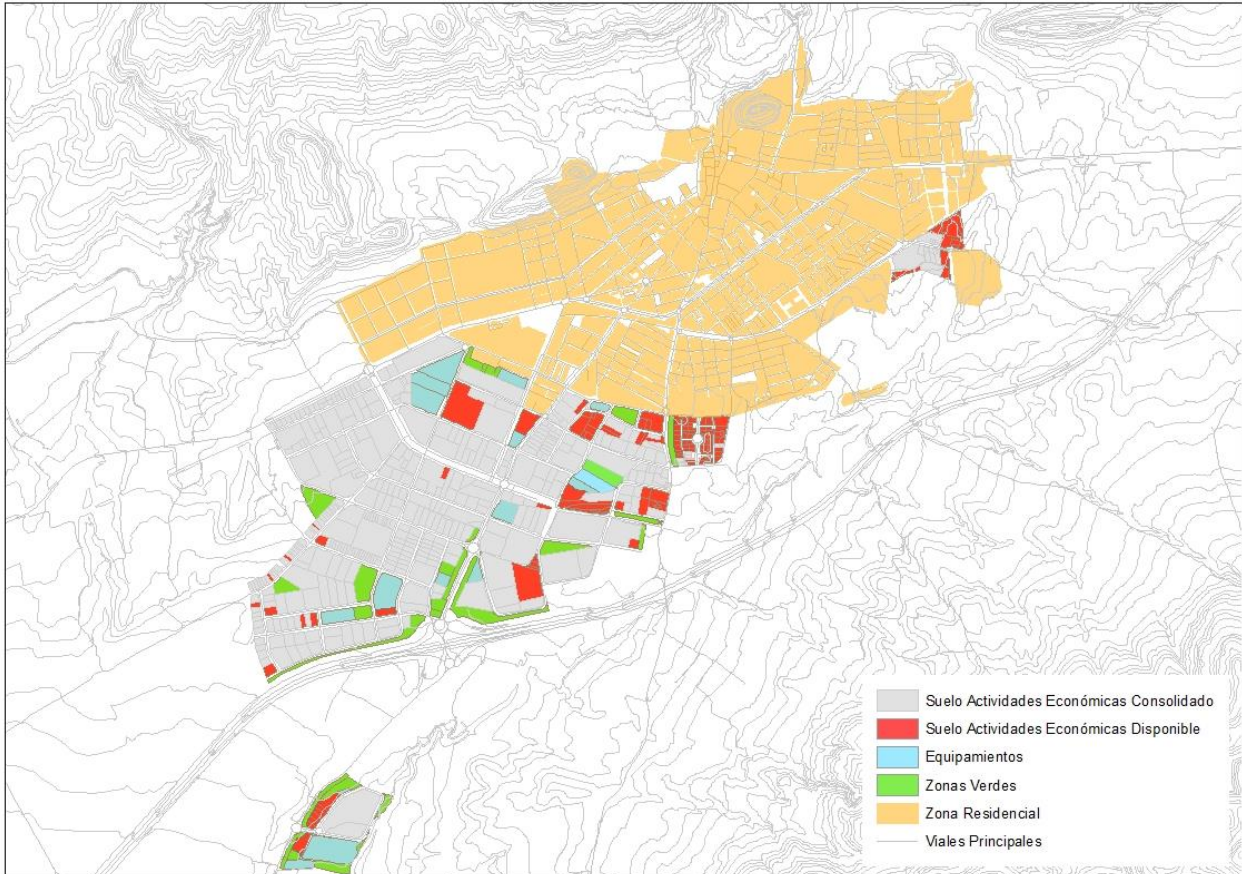 Suelo Actividades Económicas Consolidado
Suelo Actividades Económicas Disponible
Equipamientos
Zonas Verdes
Zona Residencial
Viales Principales